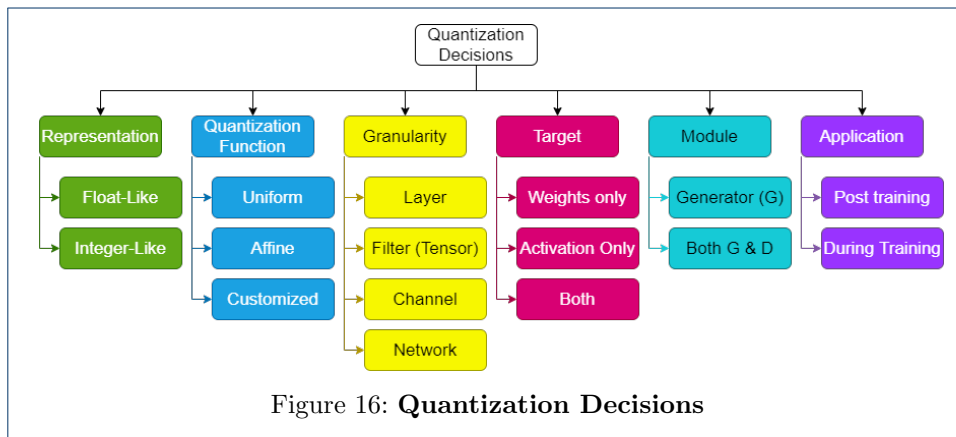 Quantization
Decisions
Representation
Float-Like
Integer-Like
Quantization
Function
Uniform
Affine
Customized
Granularity
Layer
Filter (Tensor)
Channel
Network
Target
Weights only
Activation Only
Both
Module
Generator (G)
Both G & D
Application
Post training
During Training
Figure 16: Quantization Decisions